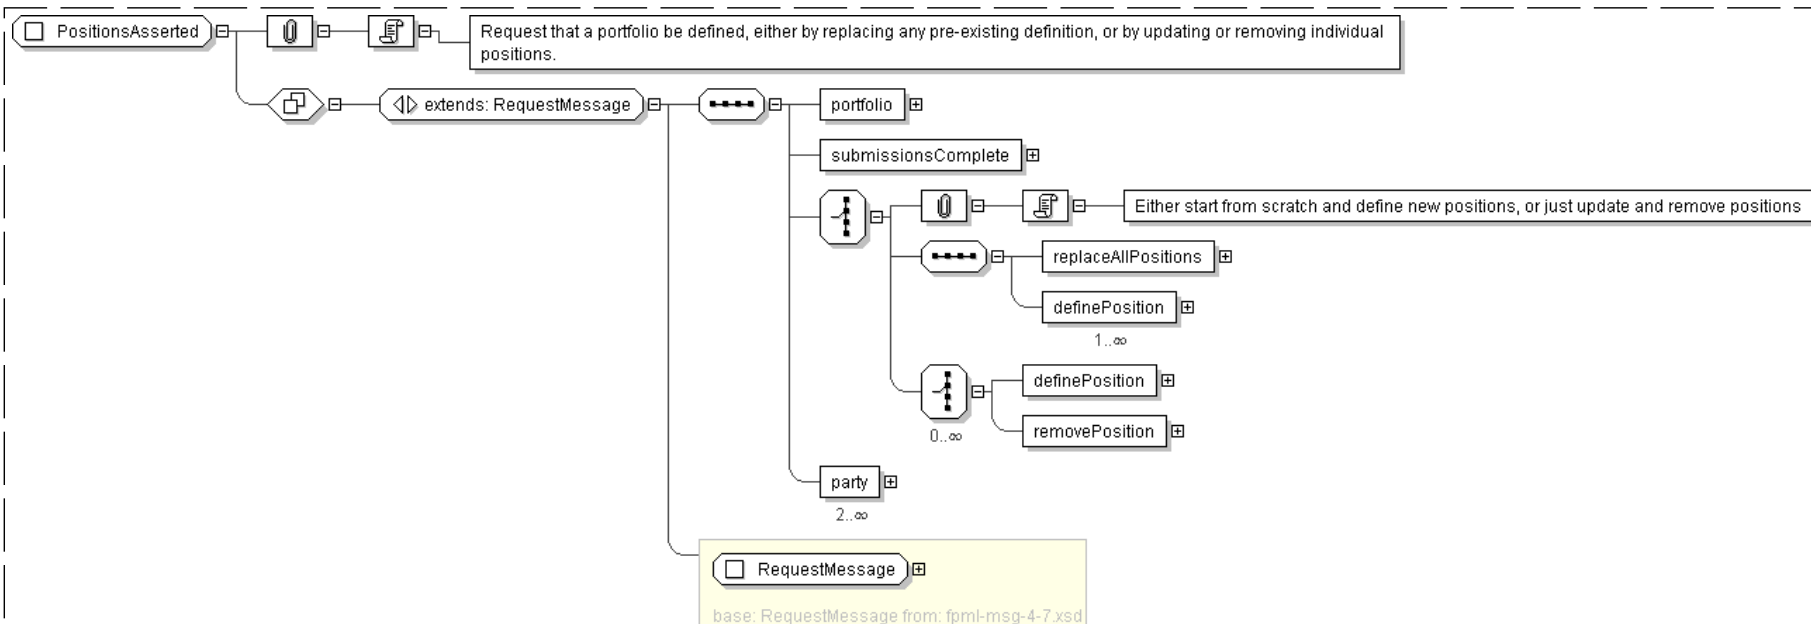 PositionsAsserted
Request that a portfolio be defined, either by replacing any pre-existing definition, or by updating or removing individual
positions.
extends: RequestMessage
portfolio
submissionsComplete
Either start from scratch and define new positions, or just update and remove positions
replaceAllPositions
definePosition
1..∞
definePosition
removePosition
0..∞
party
2..∞
RequestMessage
base: RequestMessage from: fpml-msg-4-7.xsd